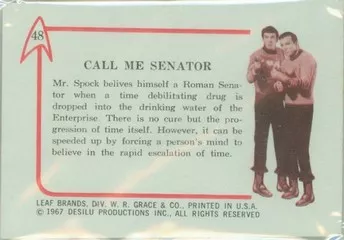 48
CALL ME SENATOR
Mr. Spock belives himself a Roman Sena-
tor when a time debilitating drug is
dropped into the drinking water of the
Enterprise There is no cure but the pro-
gression of time itself. However, it can be
speeded up by forcing a person's mind to
believe in the rapid escalation of time.
LEAF BRANDS, DIV. W. R. GRACE & CO., PRINTED IN U.S.A.
© 1967 DESILU PRODUCTIONS INC., ALL RIGHTS RESERVED